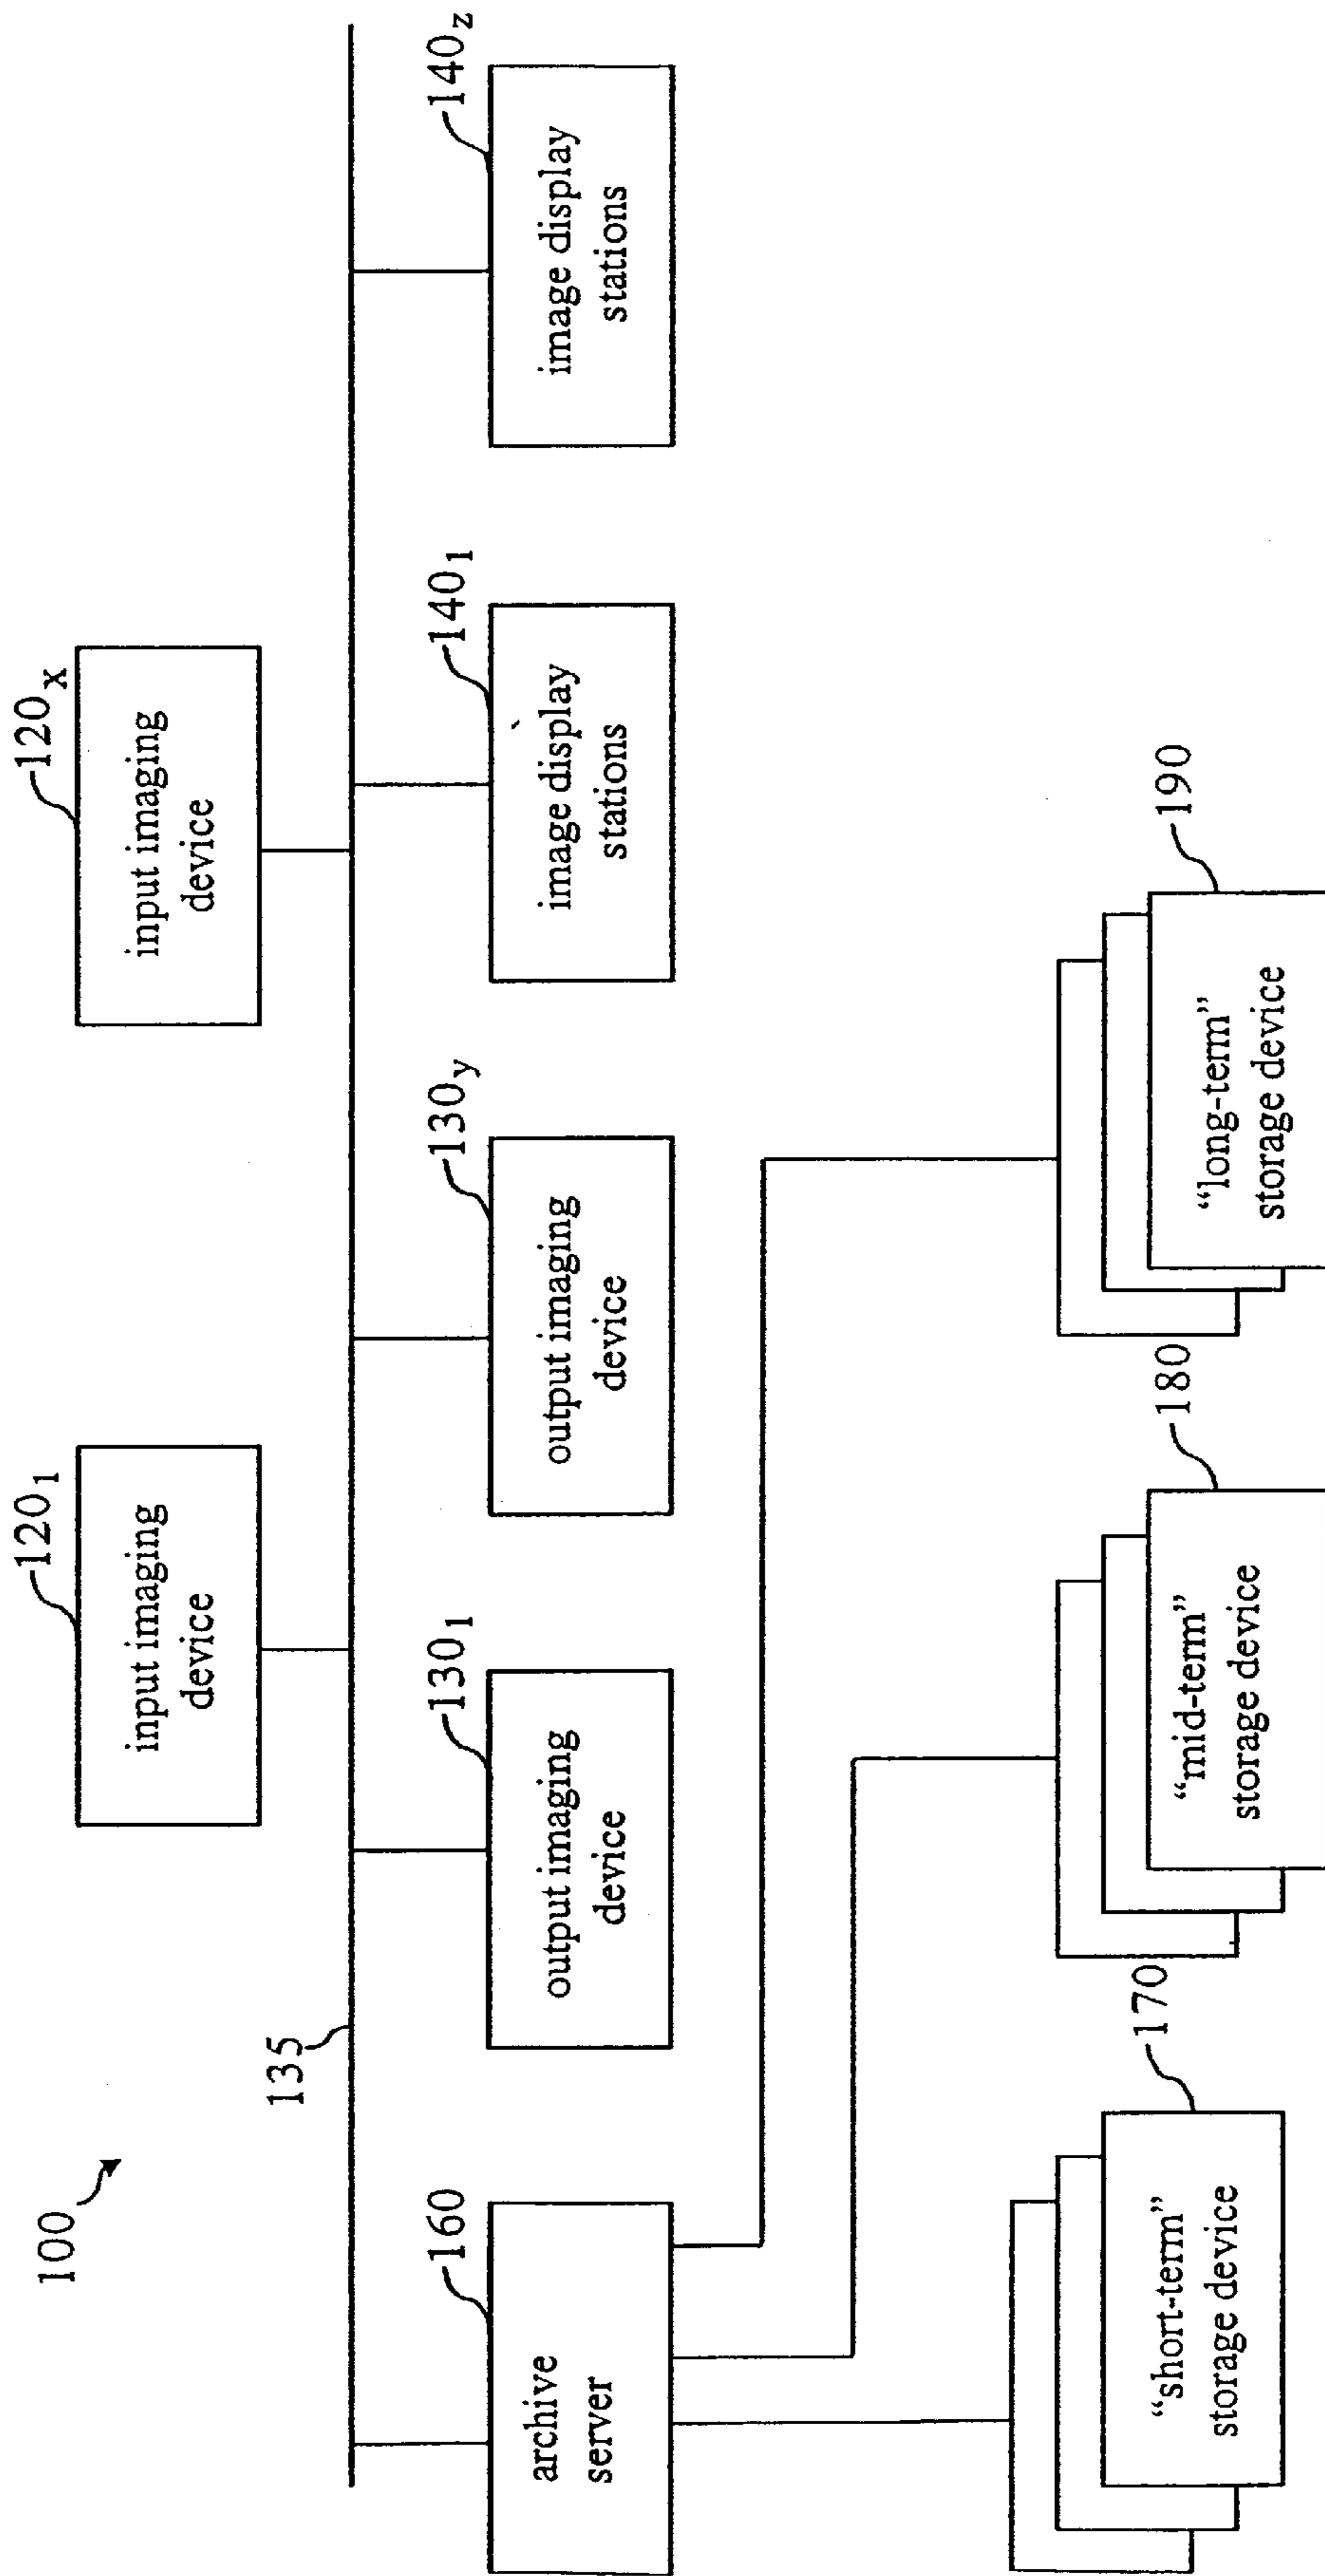 100
120₁
input imaging
device
120ₓ
input imaging
device
135
160
archive
server
130₁
output imaging
device
130ᵧ
output imaging
device
140₁
image display
stations
140z
image display
stations
170
“short-term”
storage device
180
“mid-term”
storage device
190
“long-term”
storage device